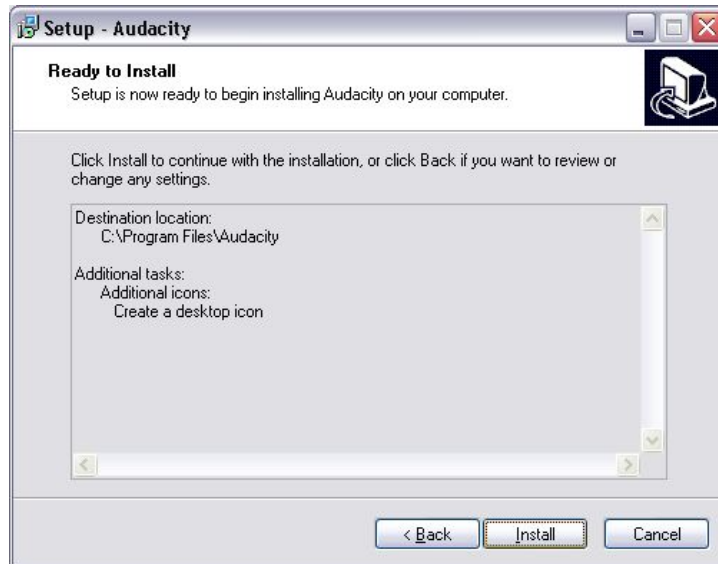 Setup - Audacity
Ready to Install
Setup is now ready to begin installing Audacity on your computer.
Click Install to continue with the installation, or click Back if you want to review or
change any settings.
Destination location:
C:\Program Files\Audacity
Additional tasks:
Additional icons:
Create a desktop icon
< Back
Install
Cancel